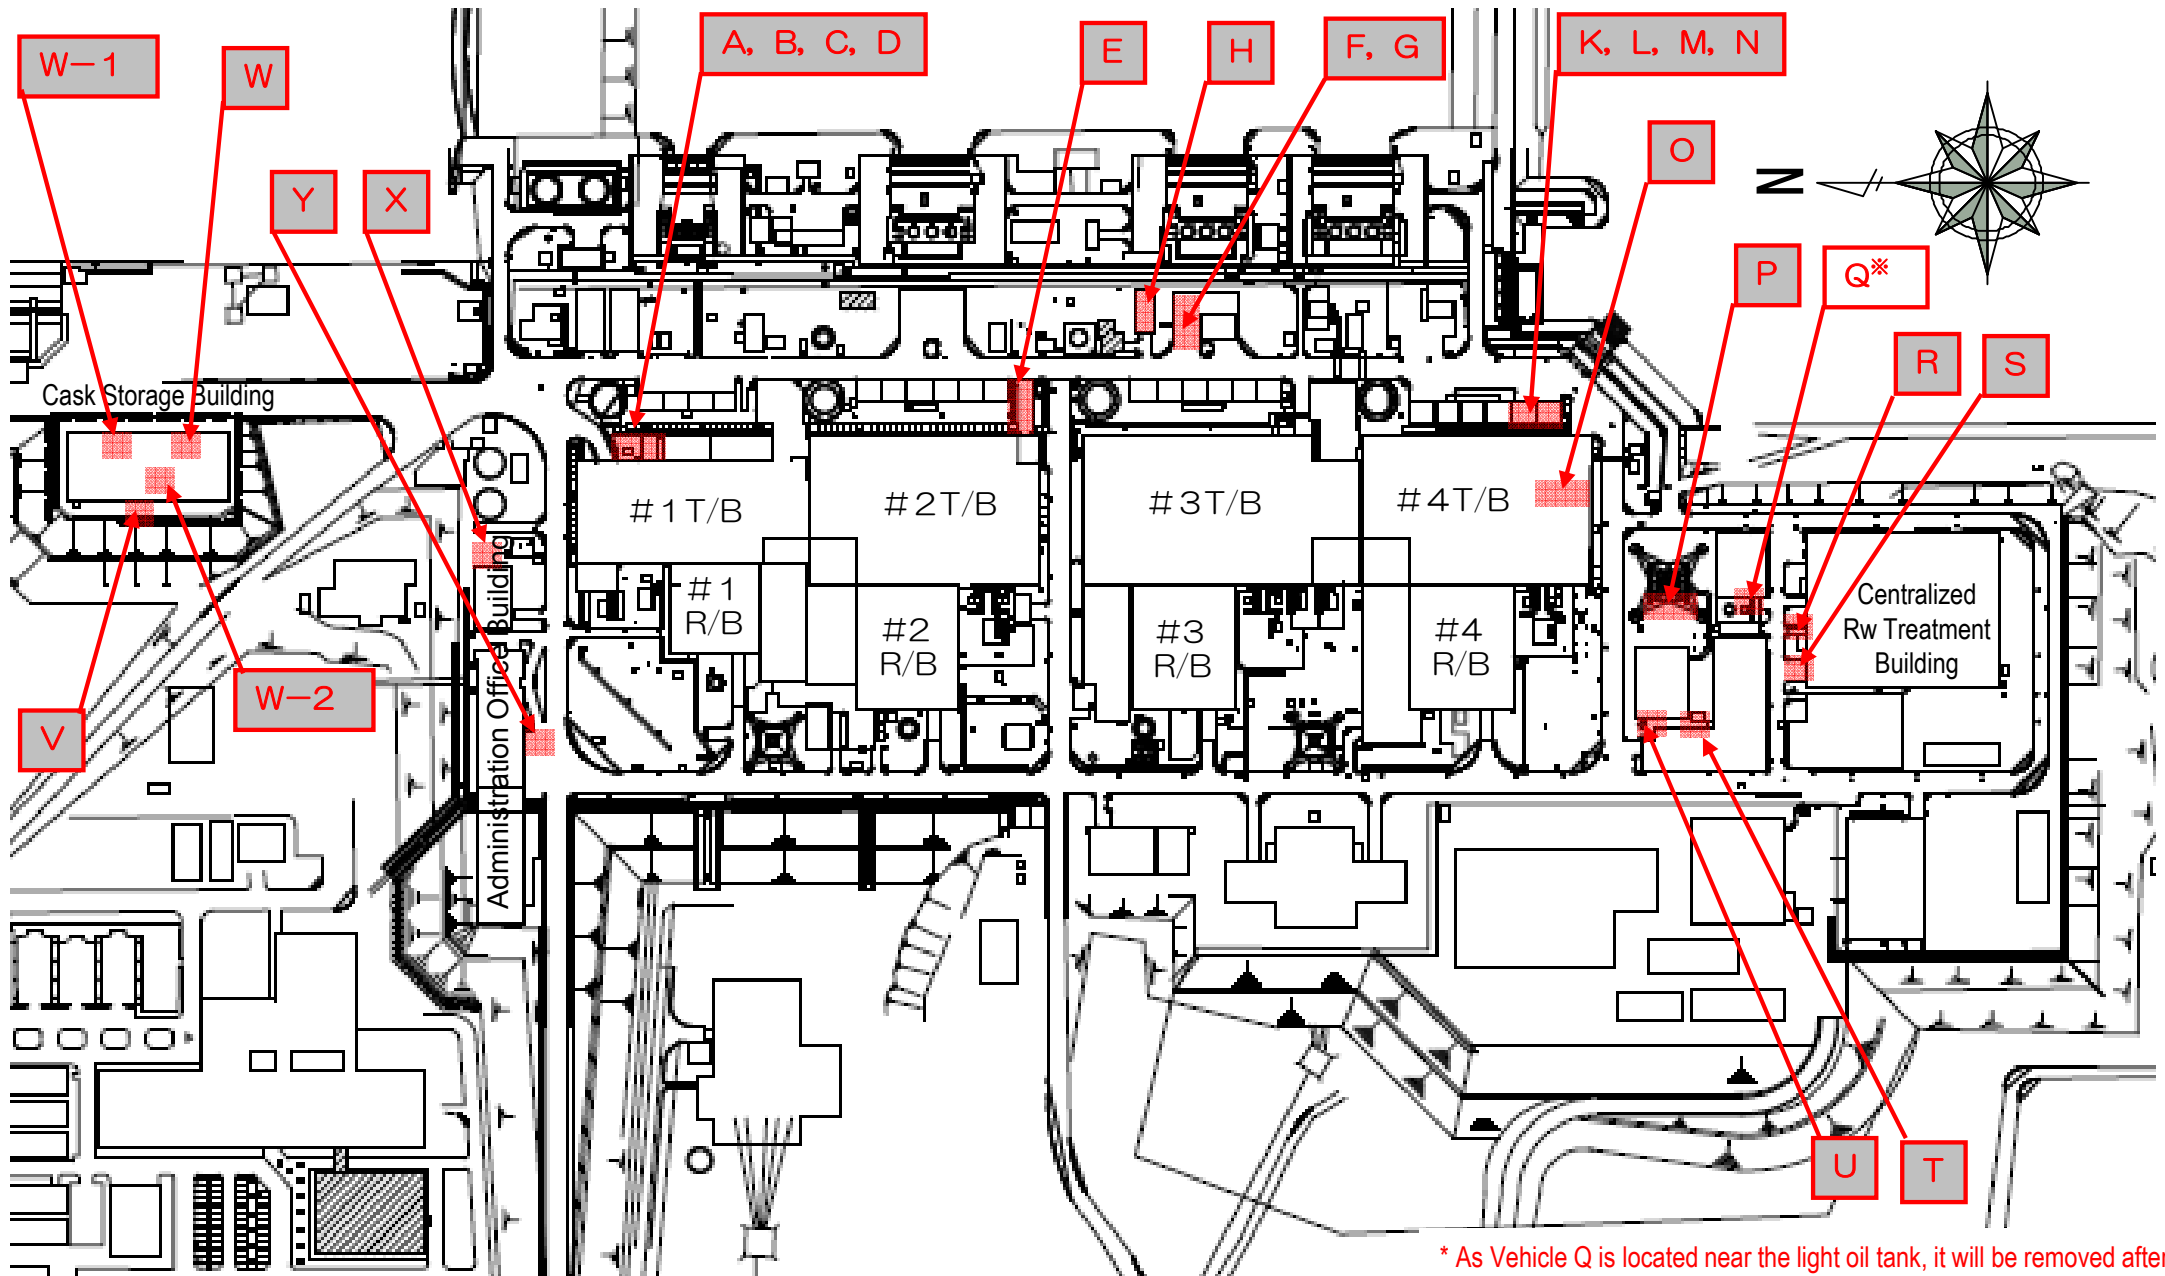 W-1
W
A, B, C, D
E
H
F, G
K, L, M, N
O
N
Y
X
P
Q※
R
S
Cask Storage Building
#1T/B
#2T/B
#3T/B
#4T/B
#1
R/B
#2
R/B
#3
R/B
#4
R/B
Centralized
Rw Treatment
Building
Administration Office Building
W-2
V
U
T
* As Vehicle Q is located near the light oil tank, it will be removed after